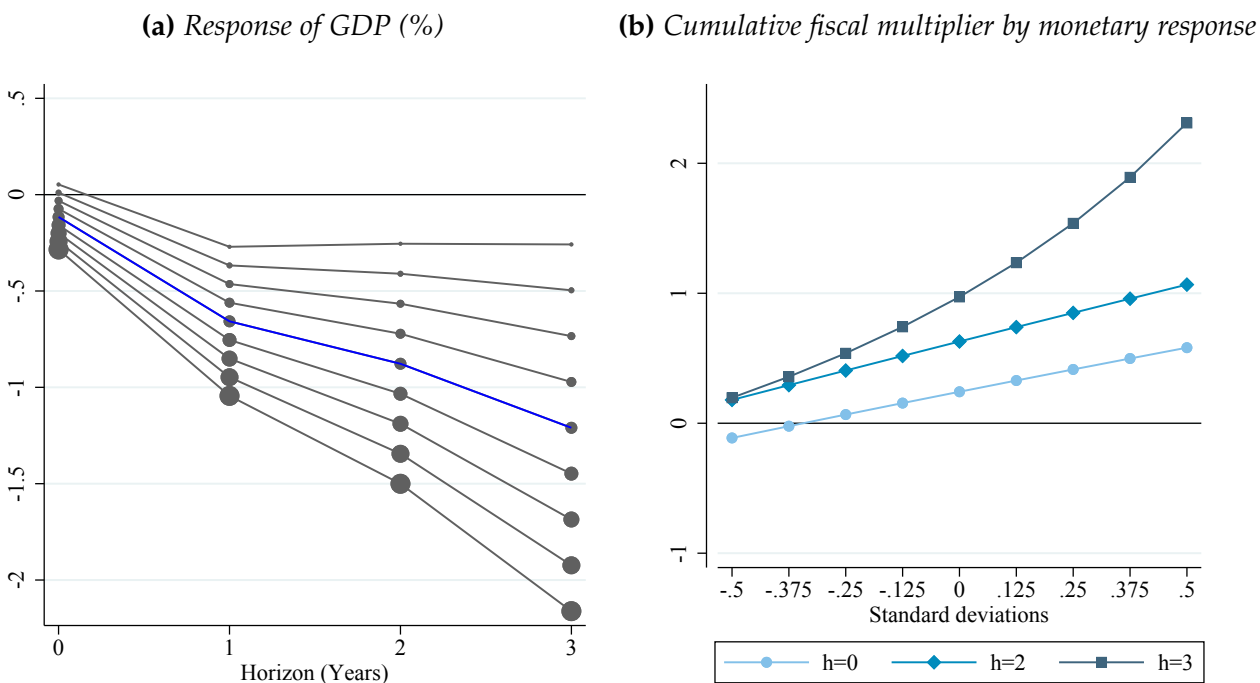 (a) Response of GDP (%)
.5
0
-.5
-1
-1.5
-2
0 1 2 3
Horizon (Years)
(b) Cumulative fiscal multiplier by monetary response
2
1
0
-1
-.5 -.375 -.25 -.125 0 .125 .25 .375 .5
Standard deviations
h=0 h=2 h=3